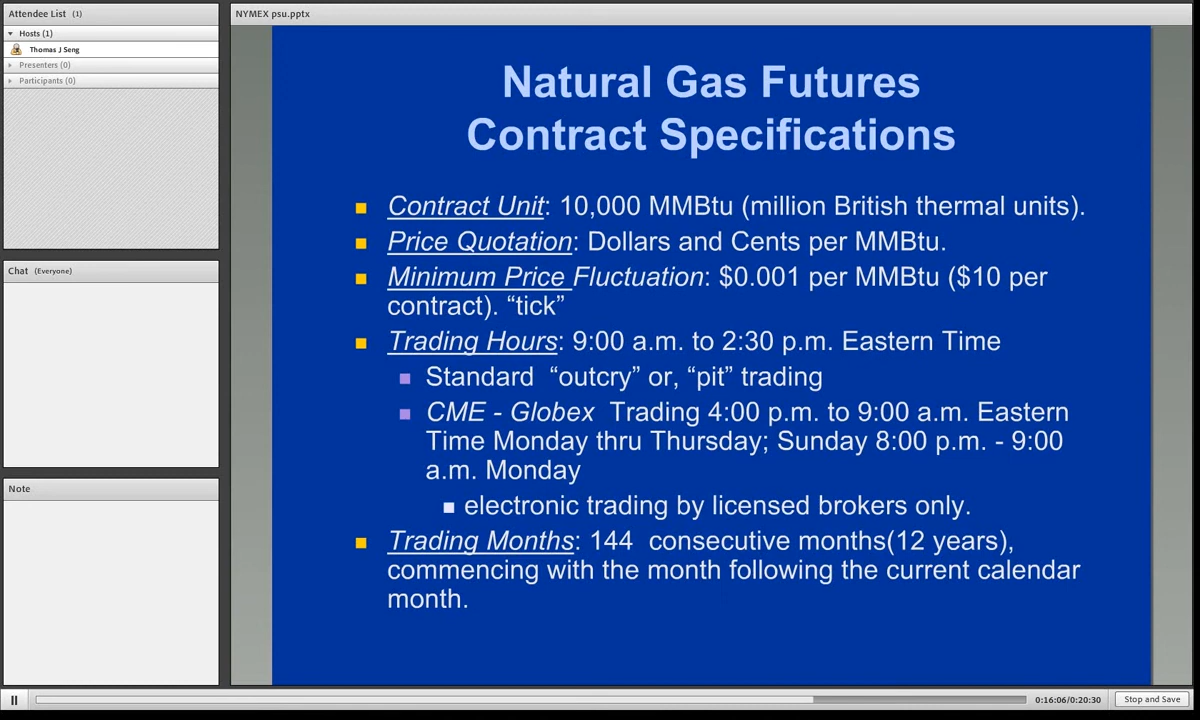 Attendee List (1)
Hosts (1)
Thomas J Seng
Presenters (0)
Participants (0)
Chat (Everyone)
Note
NYMEX psu.pptx
Natural Gas Futures
Contract Specifications
Contract Unit: 10,000 MMBtu (million British thermal units).
Price Quotation: Dollars and Cents per MMBtu.
Minimum Price Fluctuation: $0.001 per MMBtu ($10 per
contract). “tick”
Trading Hours: 9:00 a.m. to 2:30 p.m. Eastern Time
Standard “outcry” or, “pit” trading
CME - Globex Trading 4:00 p.m. to 9:00 a.m. Eastern
Time Monday thru Thursday; Sunday 8:00 p.m. - 9:00
a.m. Monday
electronic trading by licensed brokers only.
Trading Months: 144 consecutive months(12 years),
commencing with the month following the current calendar
month.
0:16:06/0:20:30
Stop and Save